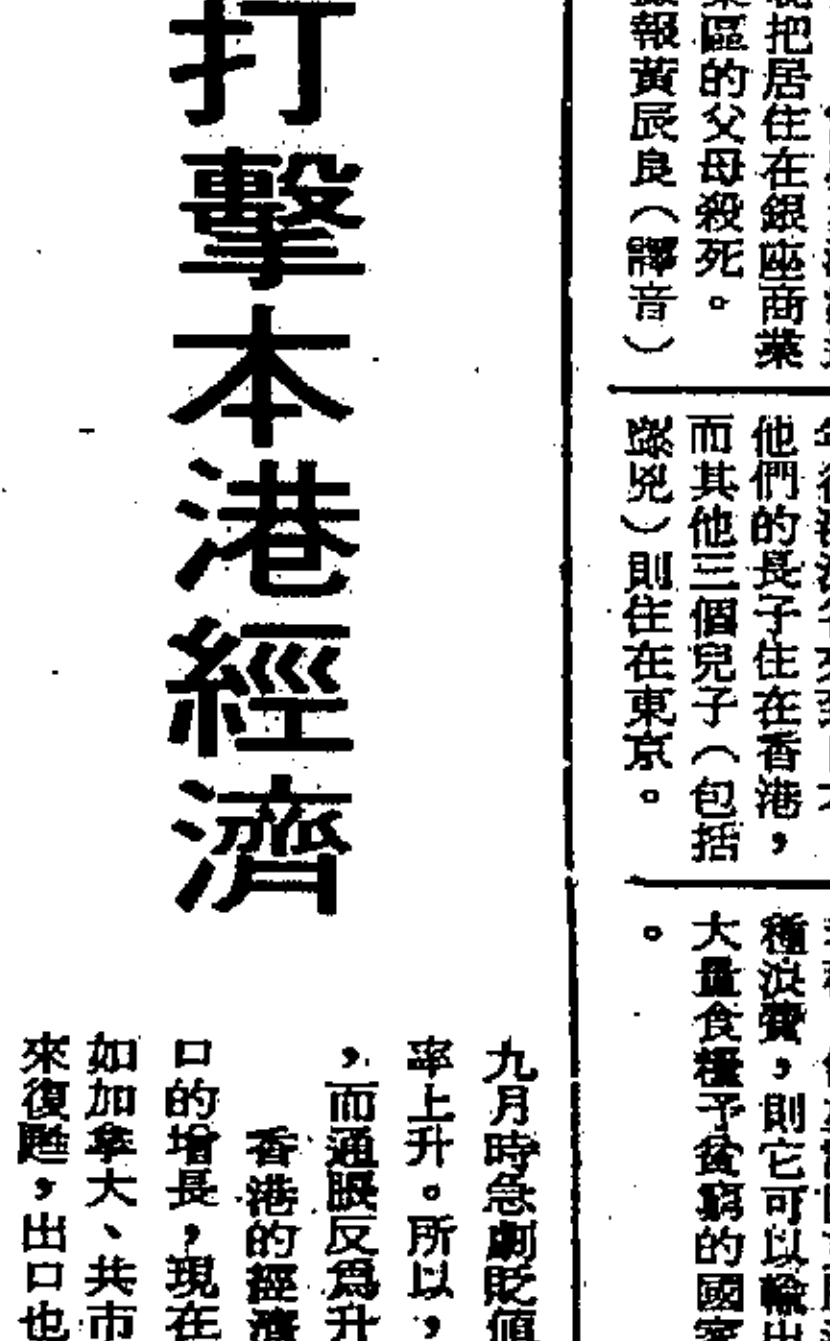 就把居住在銀座商業
業區的父母殺死。
據報黃辰良（譯音）
他們的長子住在香港，
而其他三個兒子（包括
疑兇）則住在東京。
種浪費，則它可以輸出
大量食糧予貧窮的國家
。
打擊本港經濟
九月時急劇貶值
率上升。所以，
，而通脹反爲升
香港的經濟
口的增長，現在
如加拿大、共市
來復甦，出口也